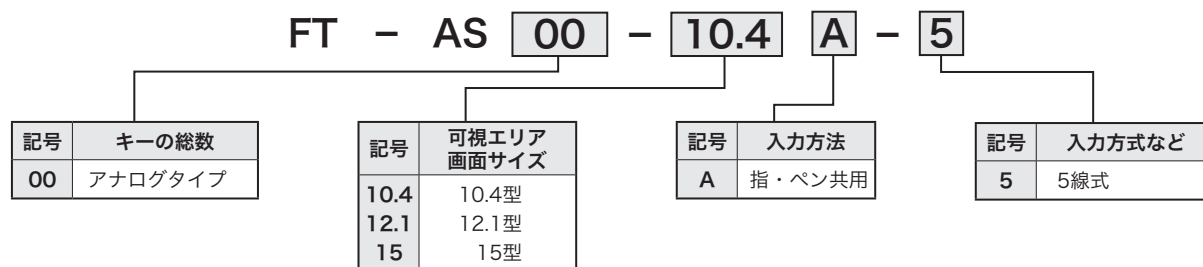 FT – AS 00 – 10.4 A – 5
記号 キーの総数
00 アナログタイプ
記号 可視エリア
画面サイズ
10.4 10.4型
12.1 12.1型
15 15型
記号 入力方法
A 指・ペン共用
記号 入力方式など
5 5線式